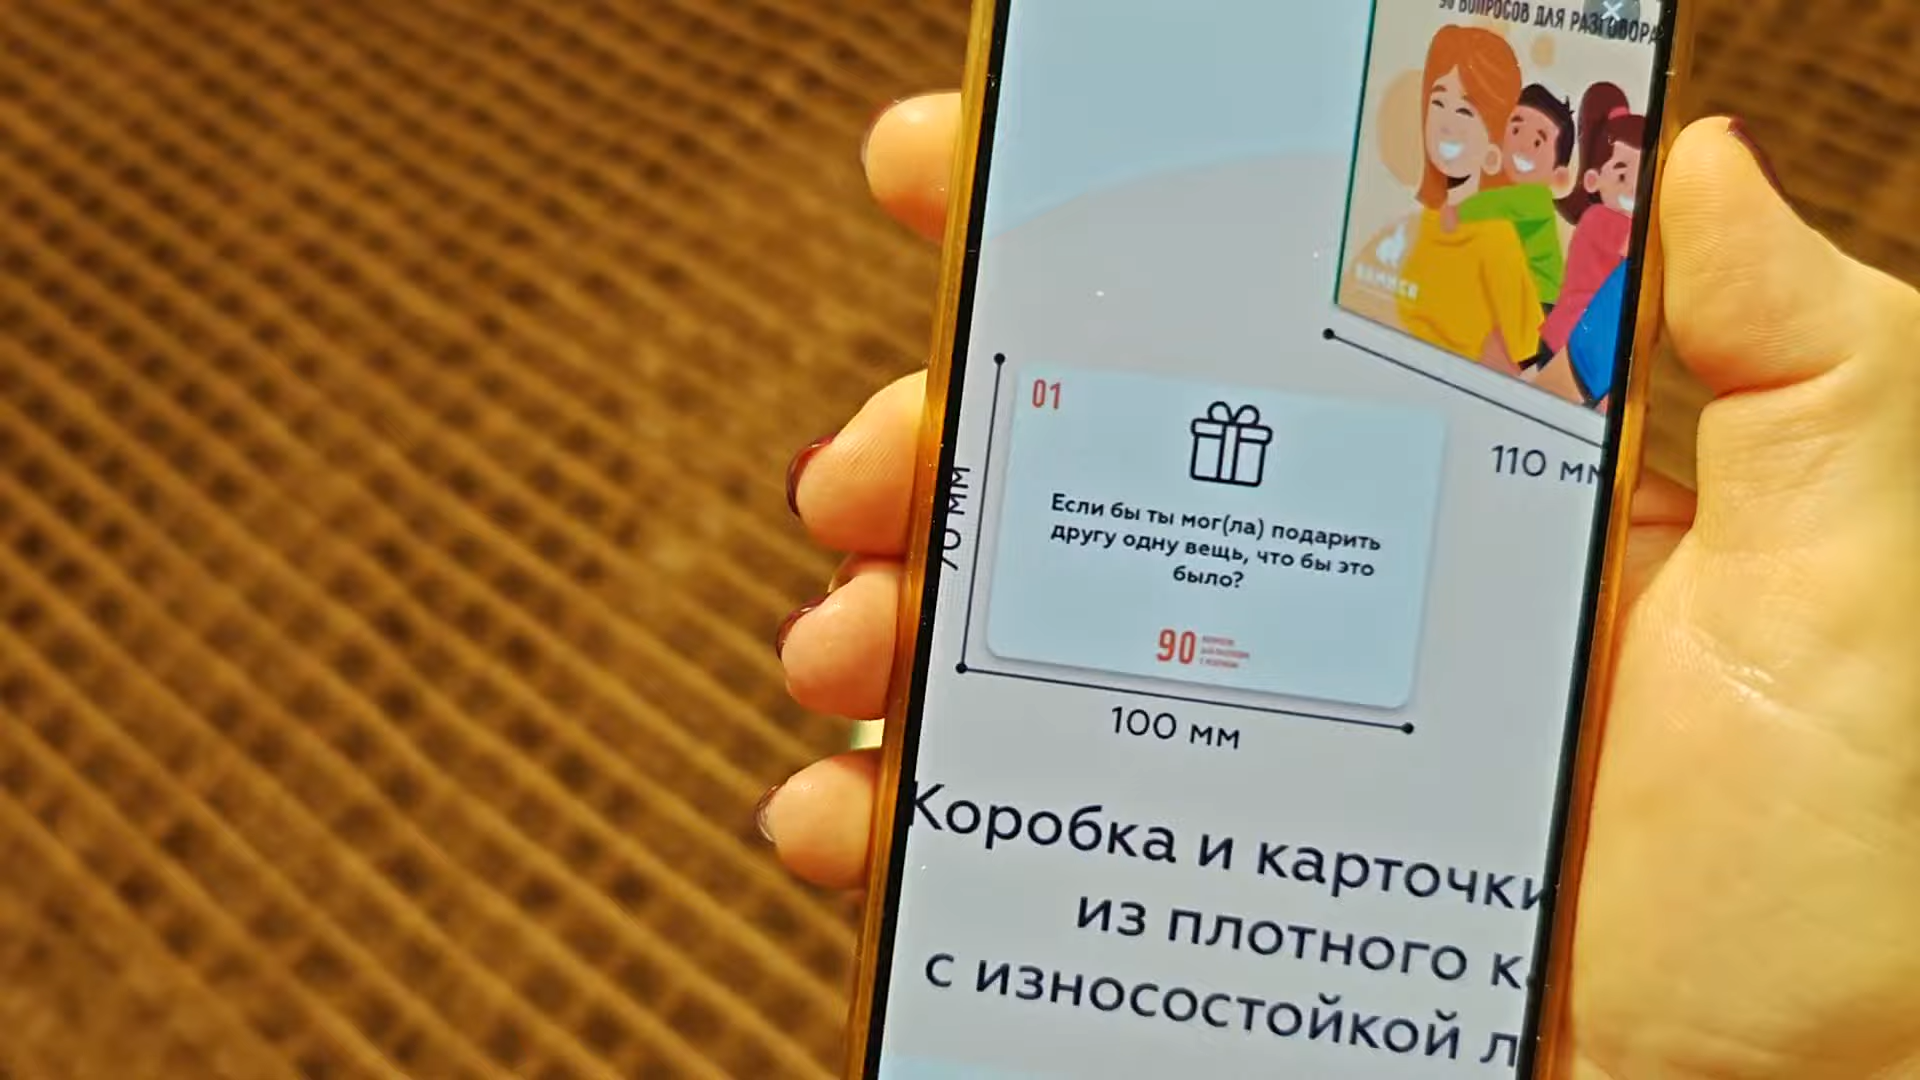 90 ВОПРОСОВ ДЛЯ РАЗГОВОРА
БАНИСЯ
110 мм
01
70 мм
Если бы ты мог(ла) подарить
другу одну вещь, что бы это
было?
90
100 мм
Коробка и карточки
из плотного к
с износостойкой л